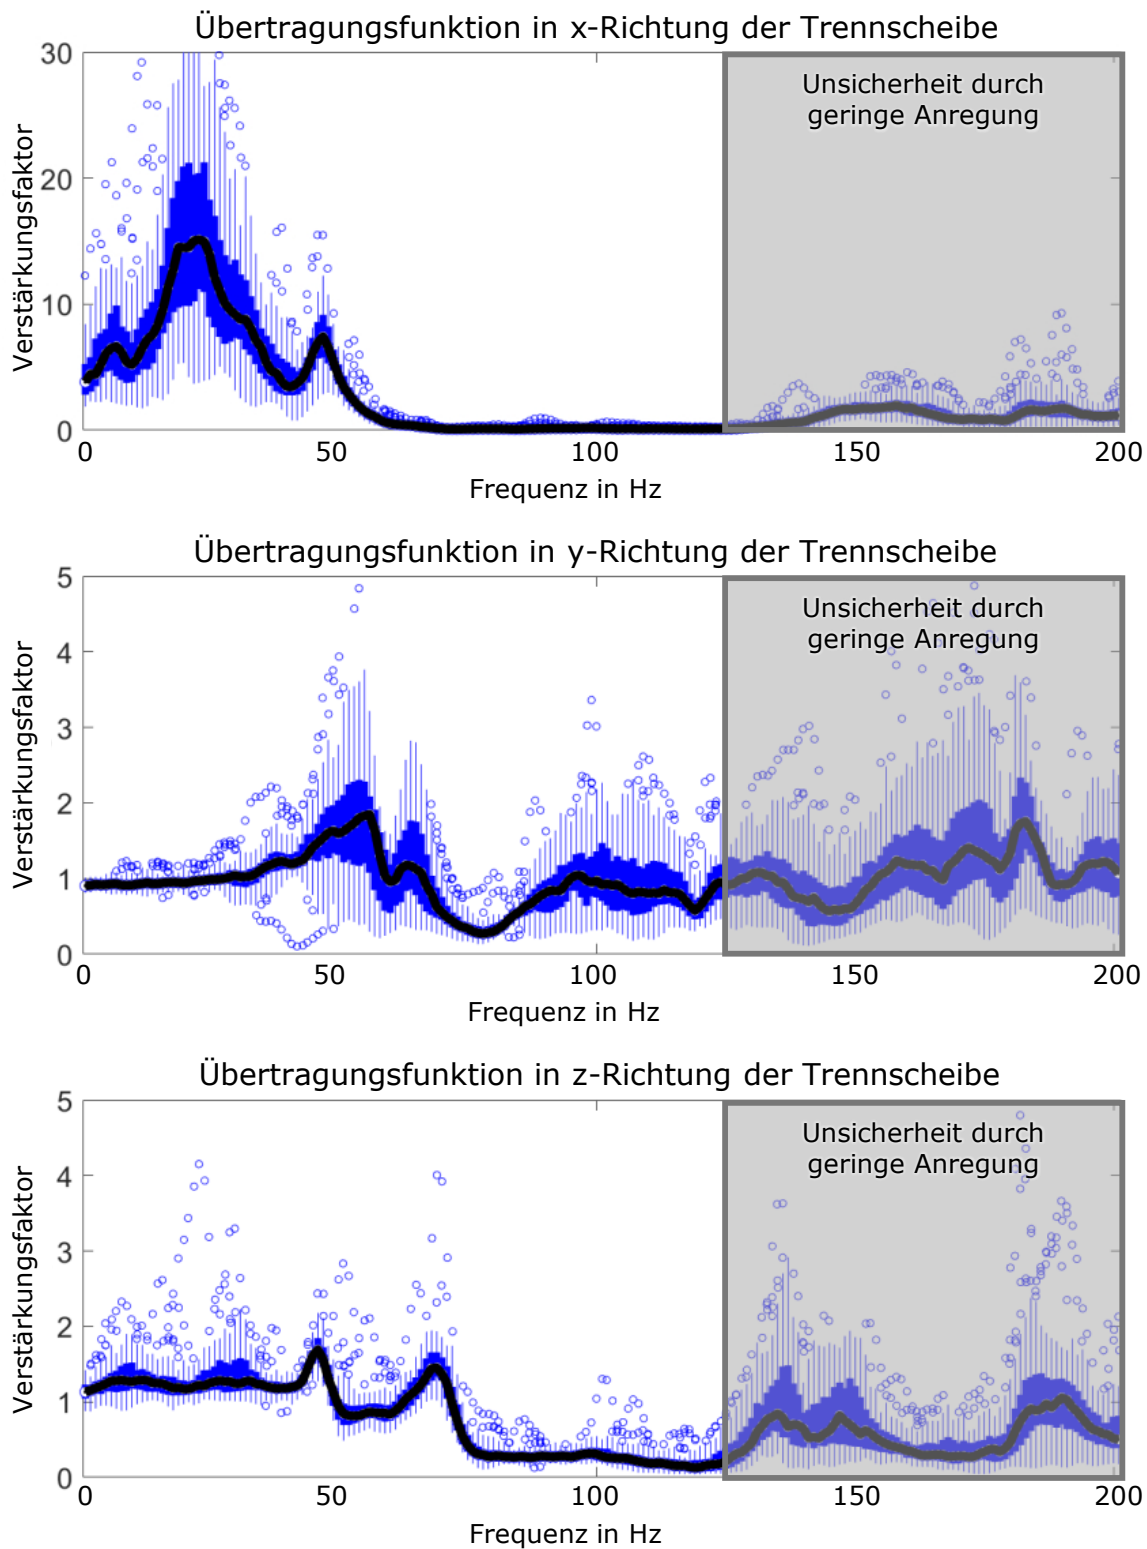 Übertragungsfunktion in x-Richtung der Trennscheibe
Verstärkungsfaktor
30
20
10
0
Unsicherheit durch
geringe Anregung
0 50 100 150 200
Frequenz in Hz
Übertragungsfunktion in y-Richtung der Trennscheibe
Verstärkungsfaktor
5
4
3
2
1
0
Unsicherheit durch
geringe Anregung
0 50 100 150 200
Frequenz in Hz
Übertragungsfunktion in z-Richtung der Trennscheibe
Verstärkungsfaktor
5
4
3
2
1
0
Unsicherheit durch
geringe Anregung
0 50 100 150 200
Frequenz in Hz